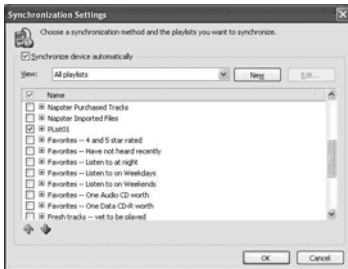 Synchronization Settings
Choose a synchronization method and the playlists you want to synchronize.
Synchronize device automatically
View: All playlists New Edit...
Name
Napster Purchased Tracks
Napster Imported Files
PList01
Favorites -- 4 and 5 star rated
Favorites -- Have not heard recently
Favorites -- Listen to at night
Favorites -- Listen to on Weekdays
Favorites -- Listen to on Weekends
Favorites -- One Audio CD worth
Favorites -- One Data CD-R worth
Fresh tracks -- yet to be played
OK Cancel